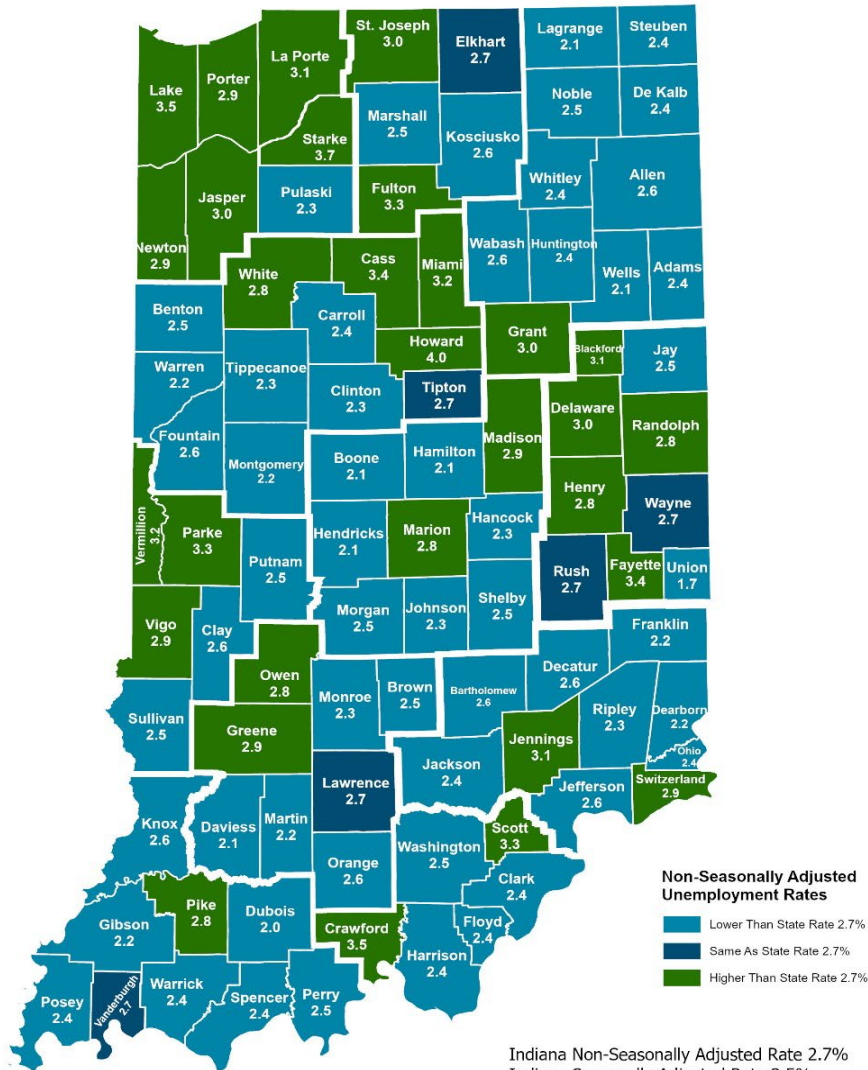 St. Joseph
3.0
Elkhart
2.7
Lagrange
2.1
Steuben
2.4
La Porte
3.1
Porter
2.9
Lake
3.5
Noble
2.5
De Kalb
2.4
Marshall
2.5
Kosciusko
2.6
Starke
3.7
Whitley
2.4
Allen
2.6
Jasper
3.0
Pulaski
2.3
Fulton
3.3
Newton
2.9
Wabash
2.6
Huntington
2.4
Wells
2.1
Adams
2.4
White
2.8
Cass
3.4
Miami
3.2
Benton
2.5
Carroll
2.4
Grant
3.0
Howard
4.0
Blackford
3.1
Jay
2.5
Warren
2.2
Tippecanoe
2.3
Clinton
2.3
Tipton
2.7
Delaware
3.0
Randolph
2.8
Fountain
2.6
Montgomery
2.2
Boone
2.1
Hamilton
2.1
Madison
2.9
Henry
2.8
Wayne
2.7
Vermillion
3.2
Parke
3.3
Putnam
2.5
Hendricks
2.1
Marion
2.8
Hancock
2.3
Rush
2.7
Fayette
3.4
Union
1.7
Vigo
2.9
Clay
2.6
Morgan
2.5
Johnson
2.3
Shelby
2.5
Franklin
2.2
Owen
2.8
Monroe
2.3
Brown
2.5
Bartholomew
2.6
Decatur
2.6
Ripley
2.3
Dearborn
2.2
Sullivan
2.5
Greene
2.9
Jennings
3.1
Ohio
2.4
Lawrence
2.7
Jackson
2.4
Jefferson
2.6
Switzerland
2.9
Knox
2.6
Daviess
2.1
Martin
2.2
Orange
2.6
Washington
2.5
Scott
3.3
Clark
2.4
Gibson
2.2
Pike
2.8
Dubois
2.0
Crawford
3.5
Harrison
2.4
Floyd
2.4
Posey
2.4
Vanderburgh
2.7
Warrick
2.4
Spencer
2.4
Perry
2.5
Non-Seasonally Adjusted
Unemployment Rates
Lower Than State Rate 2.7%
Same As State Rate 2.7%
Higher Than State Rate 2.7%
Indiana Non-Seasonally Adjusted Rate 2.7%